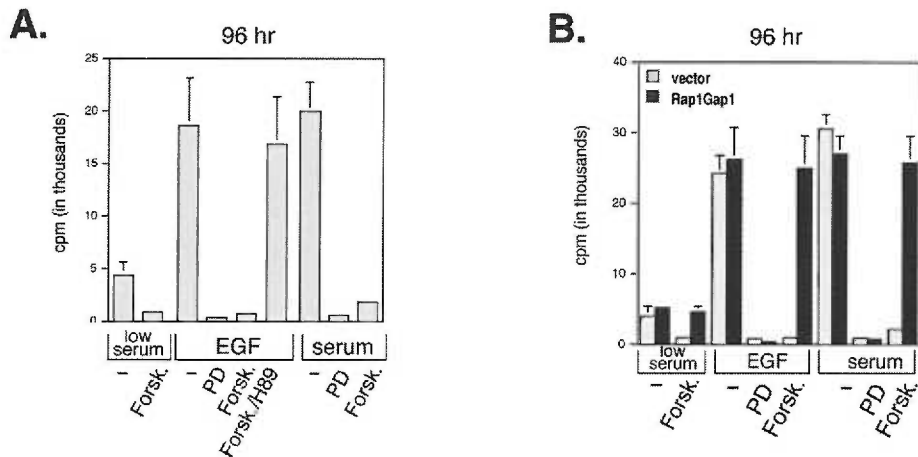 A.
96 hr
cpm (in thousands)
25
20
15
10
5
0
low serum
EGF
serum
–
Forsk.
–
PD
Forsk.
Forsk./H89
–
PD
Forsk.
B.
96 hr
cpm (in thousands)
40
30
20
10
0
vector
Rap1Gap1
low serum
EGF
serum
–
Forsk.
–
PD
Forsk.
–
PD
Forsk.